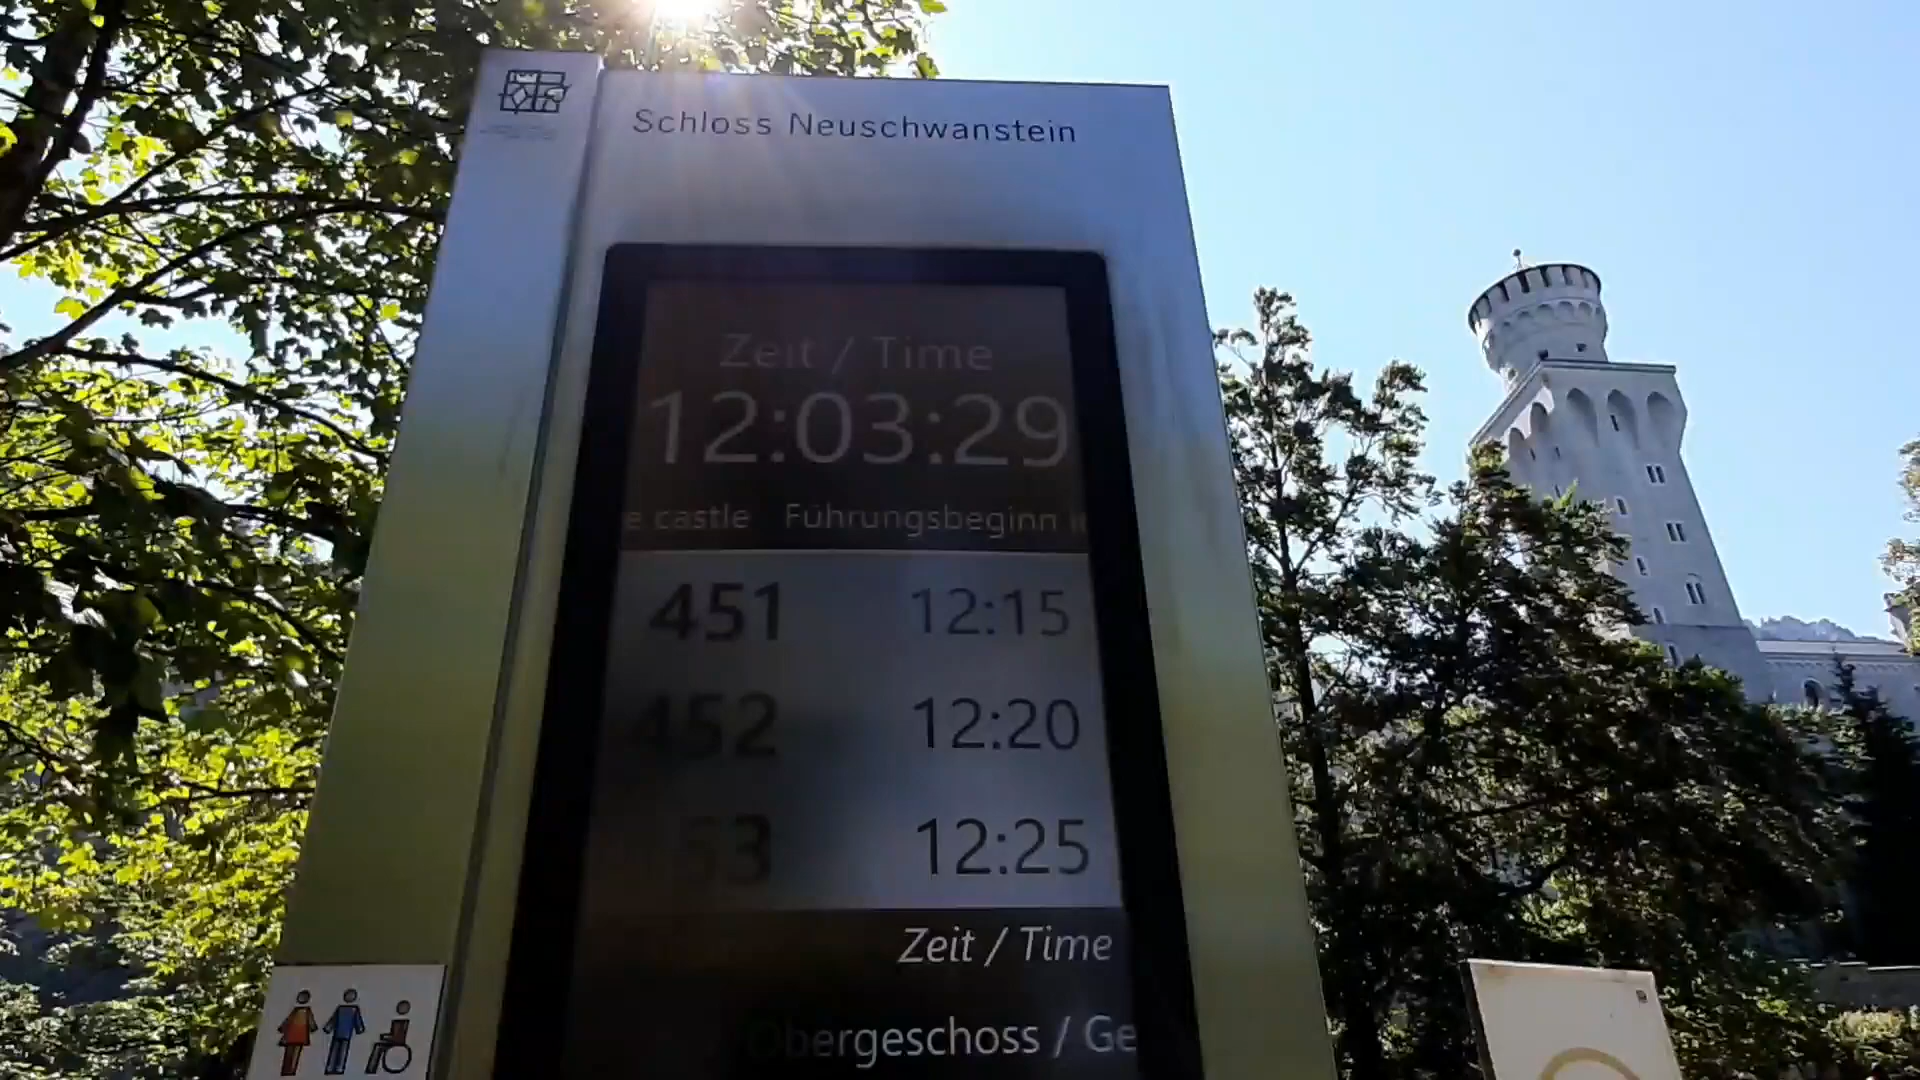 Schloss Neuschwanstein
Zeit / Time
12:03:29
e castle Führungsbeginn i
451 12:15
452 12:20
53 12:25
Zeit / Time
Obergeschoss / Ge